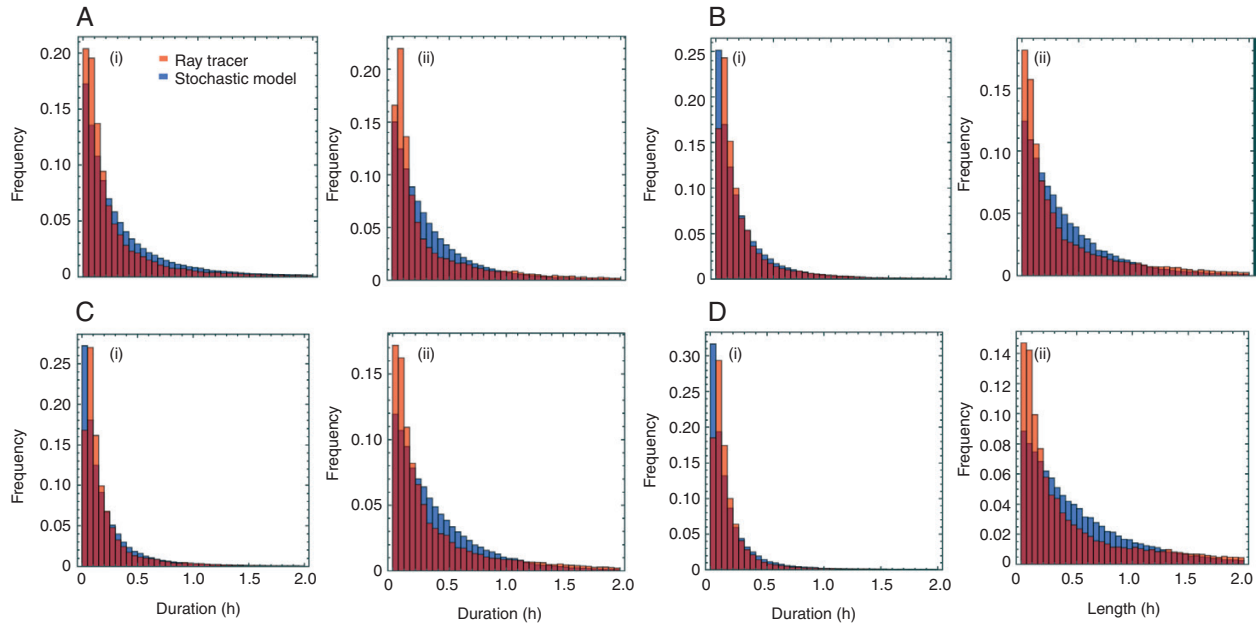 A
B
(i)
Ray tracer
Stochastic model
0.20
0.15
0.10
0.05
0
Frequency
(ii)
0.20
0.15
0.10
0.05
0
Frequency
(i)
0.25
0.20
0.15
0.10
0.05
0.00
Frequency
(ii)
0.15
0.10
0.05
0
Frequency
C
D
(i)
0.25
0.20
0.15
0.10
0.05
0
Frequency
0 0.5 1.0 1.5 2.0
Duration (h)
(ii)
0.20
0.15
0.10
0.05
0
Frequency
0 0.5 1.0 1.5 2.0
Duration (h)
(i)
0.30
0.25
0.20
0.15
0.10
0.05
0.00
Frequency
0 0.5 1.0 1.5 2.0
Duration (h)
(ii)
0.14
0.12
0.10
0.08
0.06
0.04
0.02
0
Frequency
0 0.5 1.0 1.5 2.0
Length (h)